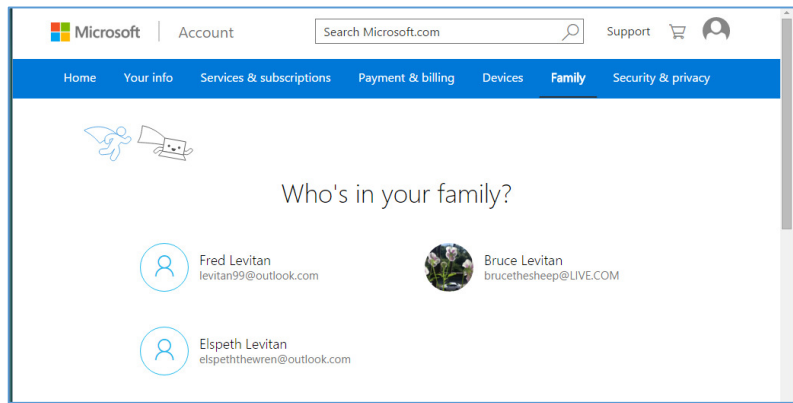 Microsoft Account Search Microsoft.com Support
Home Your info Services & subscriptions Payment & billing Devices Family Security & privacy
Who's in your family?
Fred Levitan
levitan99@outlook.com
Bruce Levitan
brucethesheep@LIVE.COM
Elspeth Levitan
elspeththewren@outlook.com